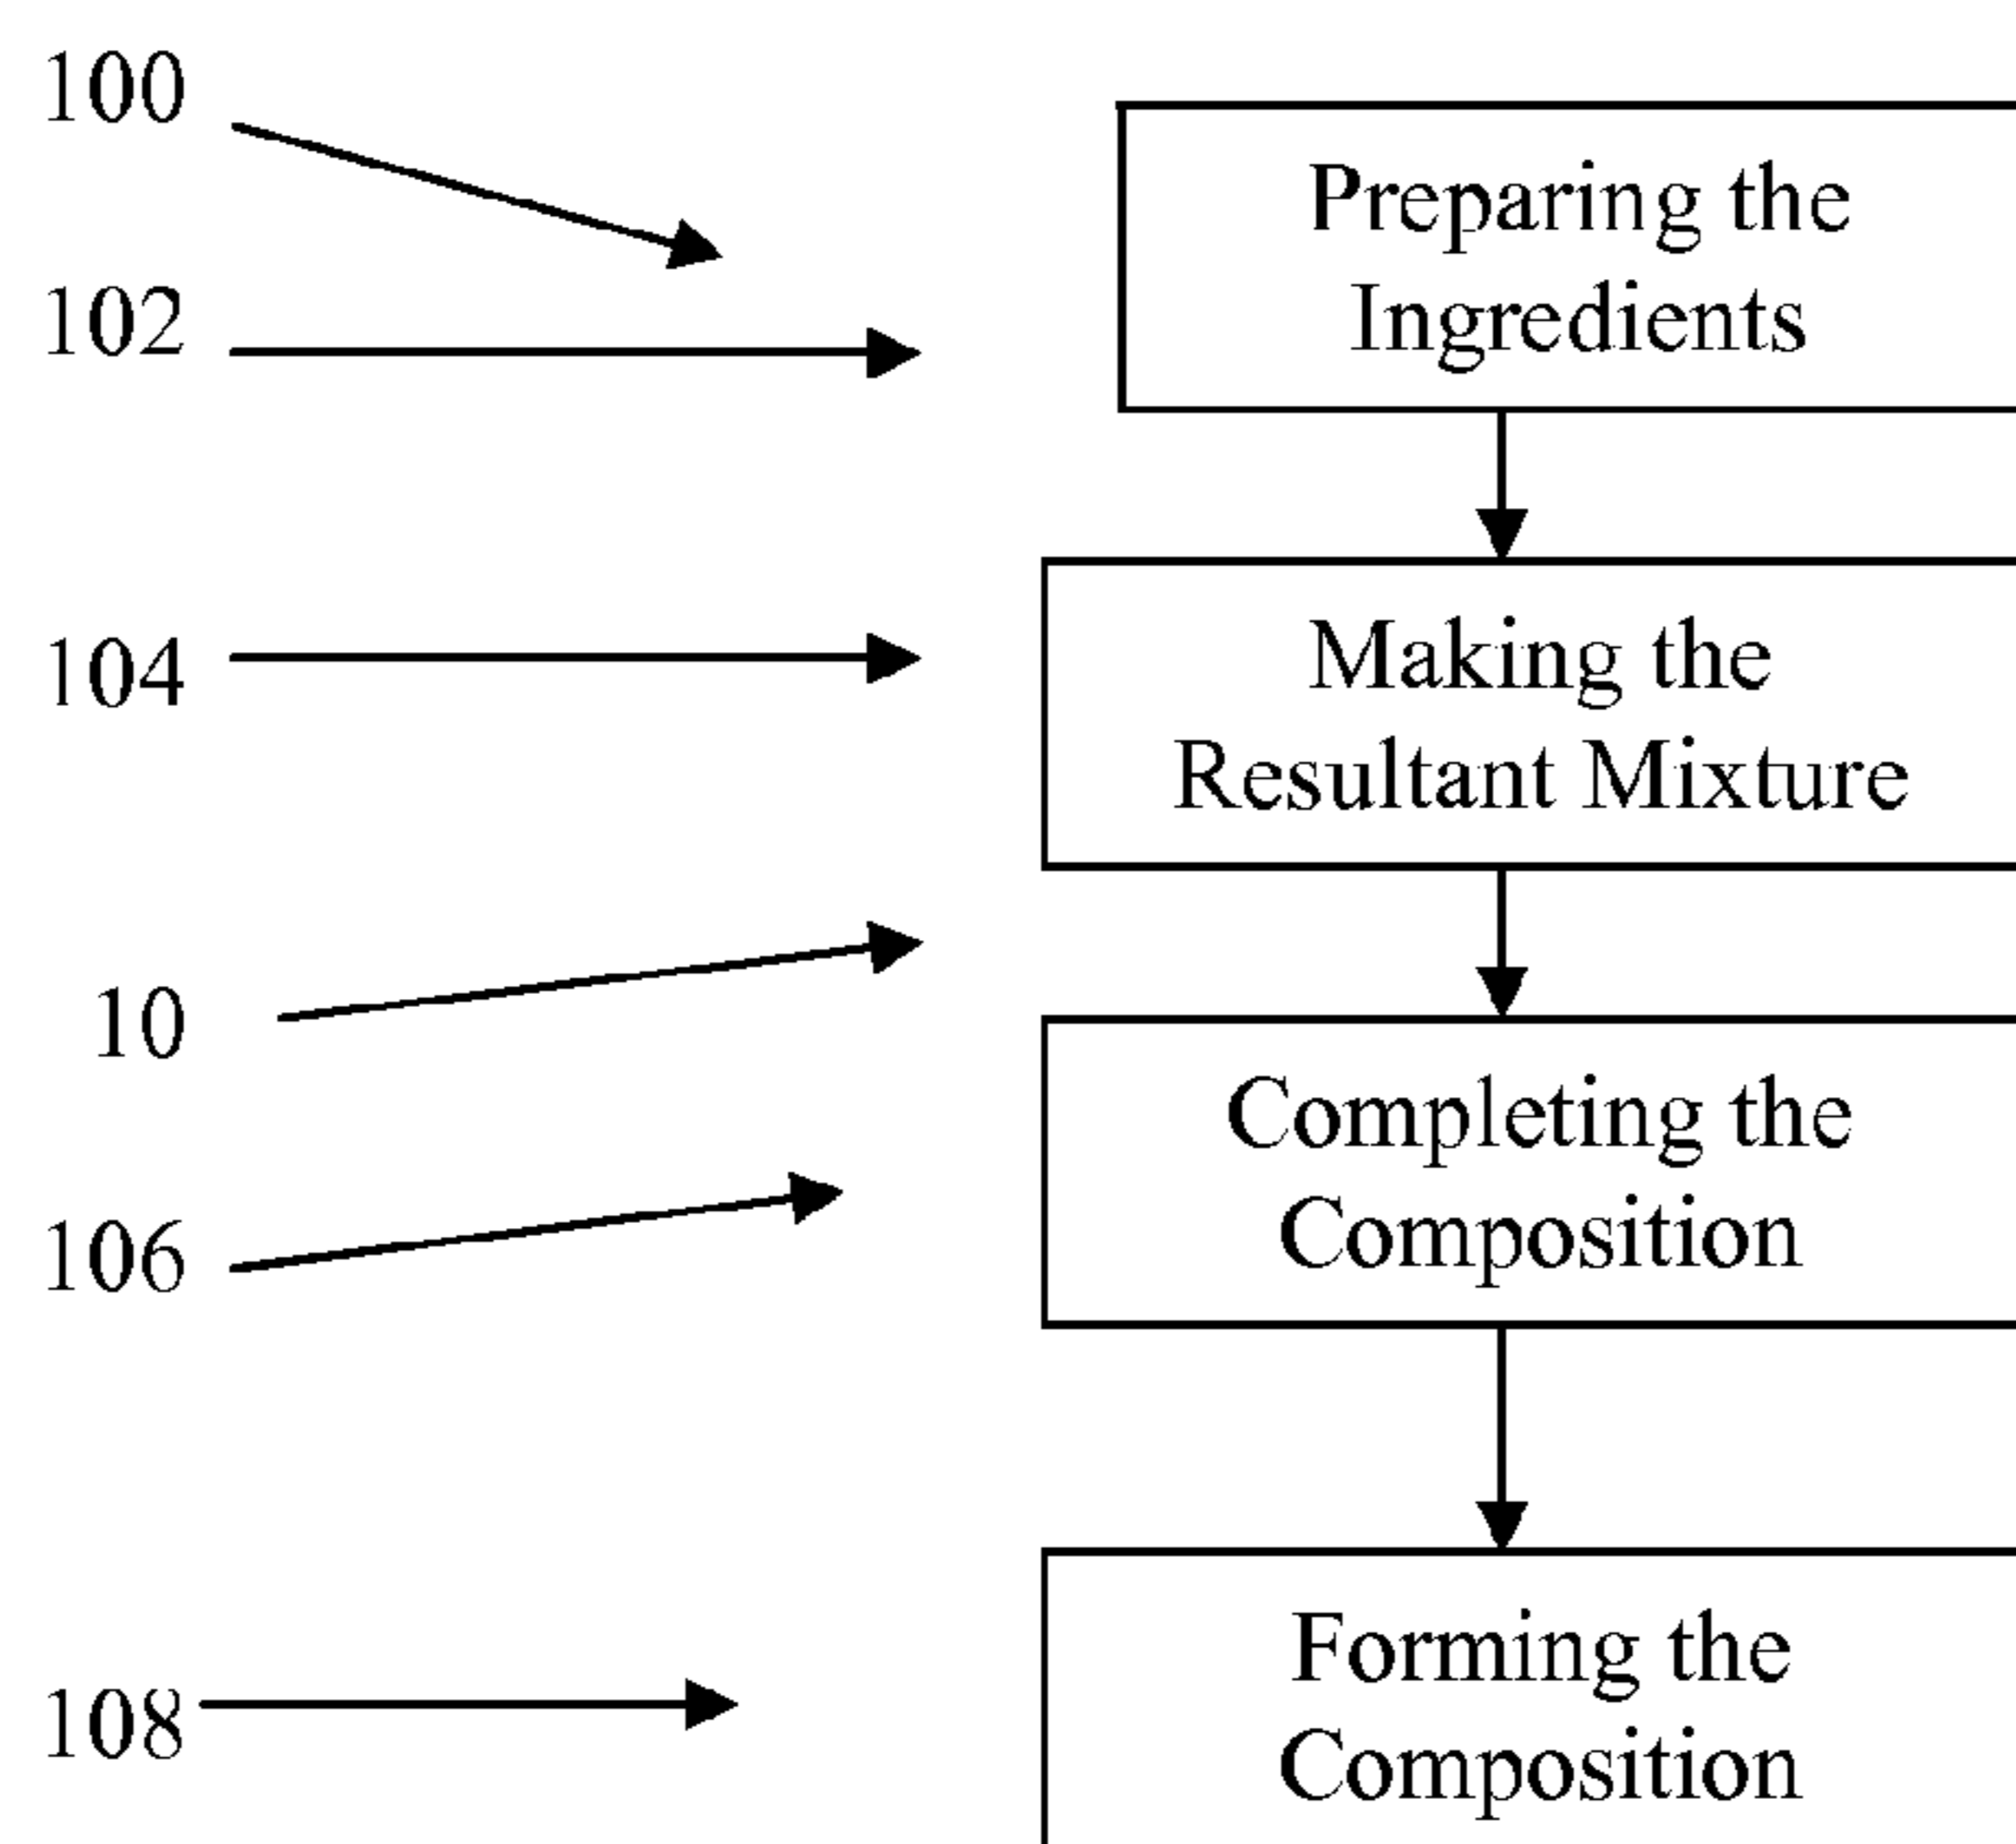 100
Preparing the
Ingredients
102
104
Making the
Resultant Mixture
10
Completing the
Composition
106
Forming the
Composition
108